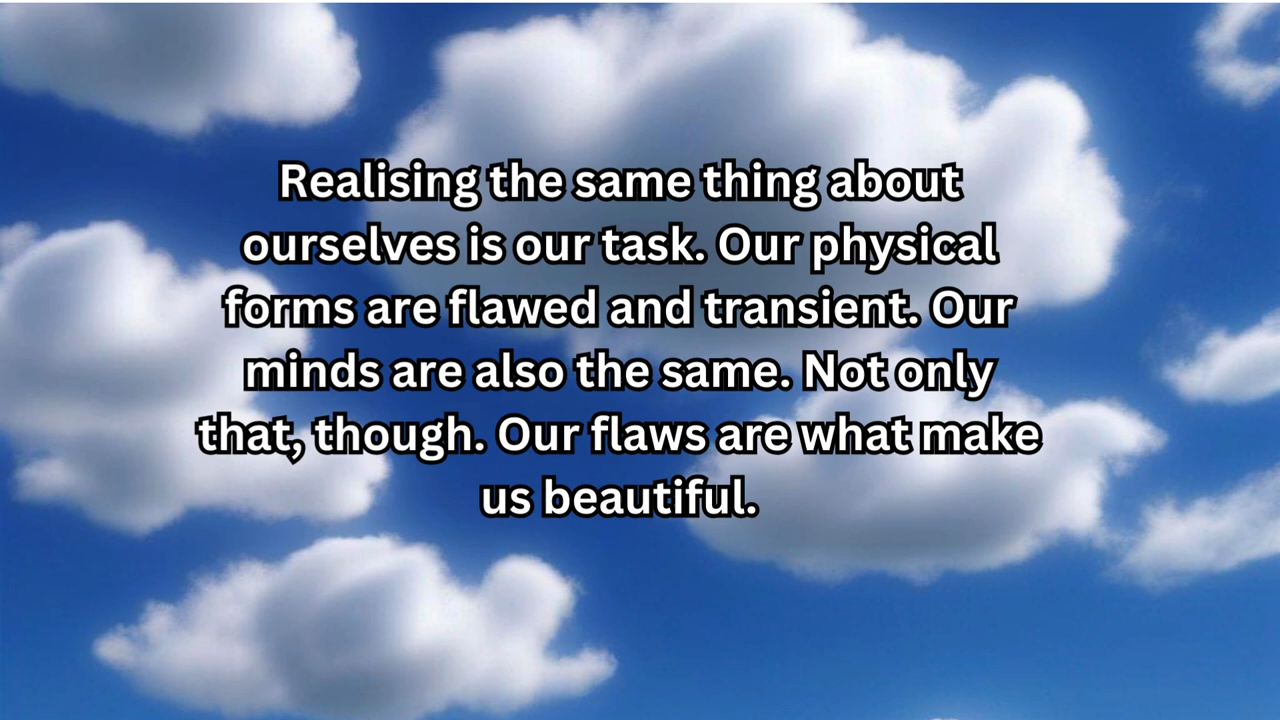 Realising the same thing about
ourselves is our task. Our physical
forms are flawed and transient. Our
minds are also the same. Not only
that, though. Our flaws are what make
us beautiful.